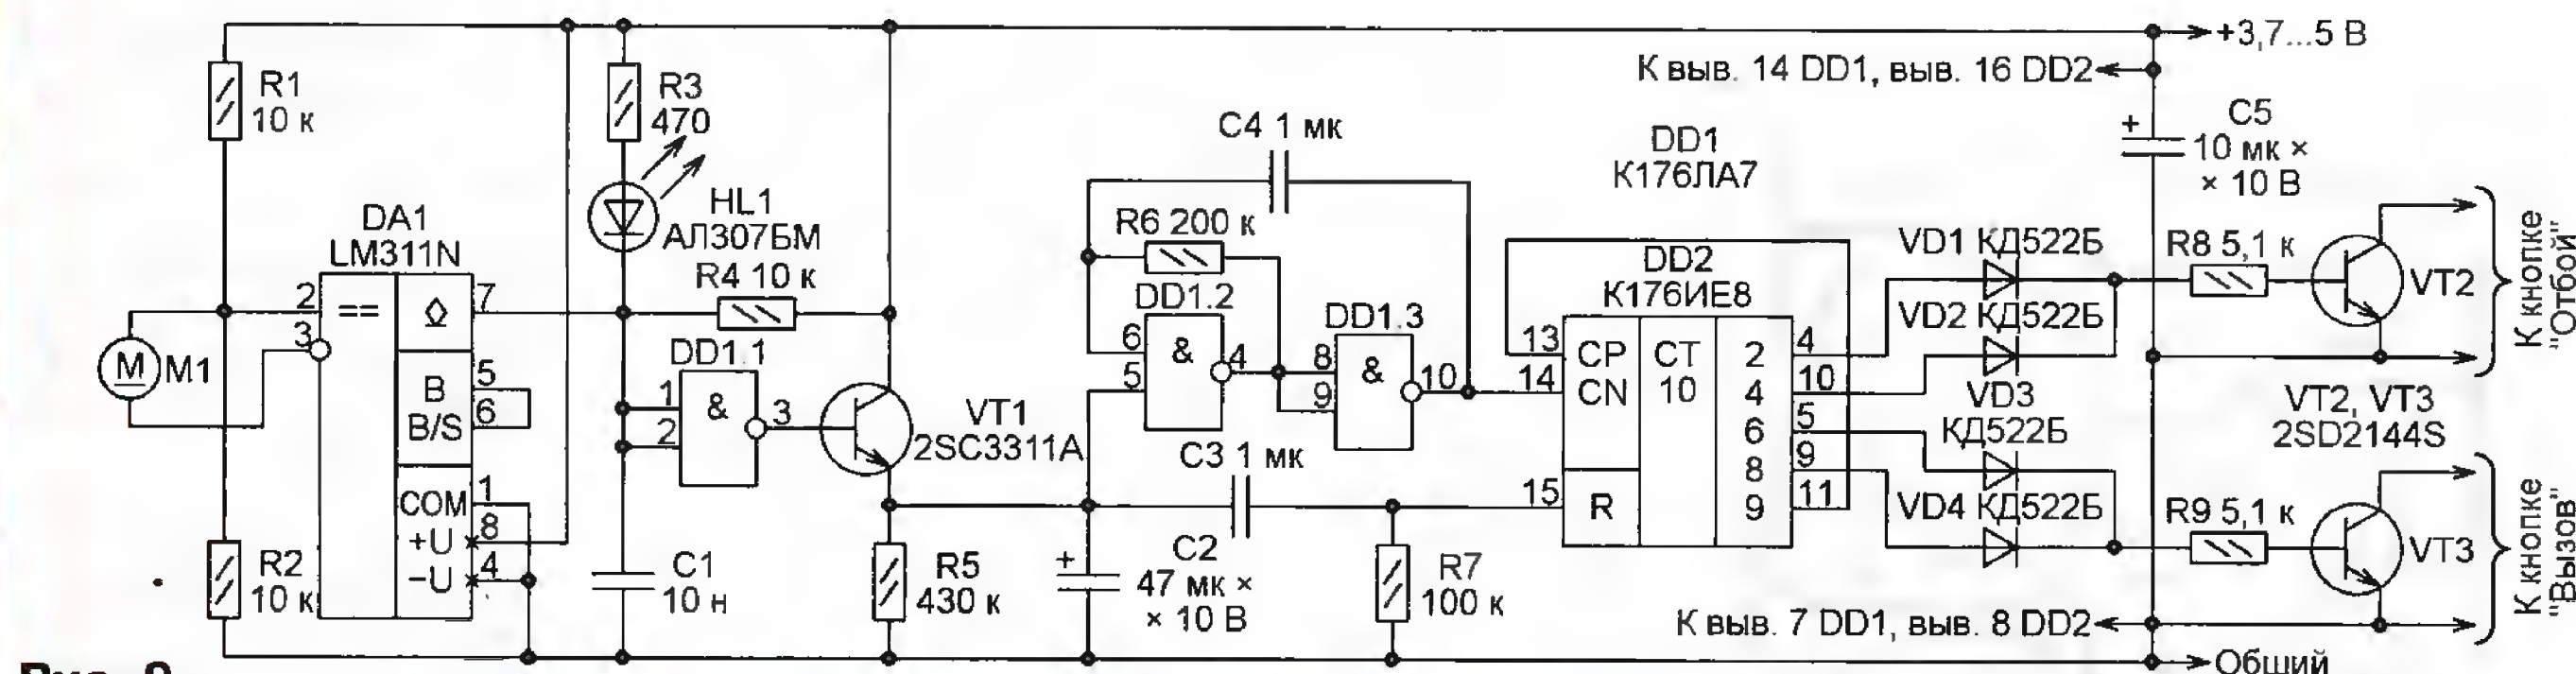 +3,7...5 В
К выв. 14 DD1, выв. 16 DD2
R1
10 к
R3
470
C4 1 мк
DD1
К176ЛА7
+
C5
10 мк ×
× 10 В
DA1
LM311N
HL1
АЛ307БМ
R4 10 к
R6 200 к
DD1.2
DD1.3
DD2
К176ИЕ8
VD1 КД522Б
VD2 КД522Б
R8 5,1 к
VT2
К кнопке
"Отбой"
2
3
==
7
M
M1
B
B/S
5
6
COM
+U
−U
1
8
4
DD1.1
1
2
&
3
VT1
2SC3311A
6
5
&
4
8
9
&
10
13
14
15
CP
CN
R
CT
10
2
4
6
8
9
4
10
5
9
11
VD3
КД522Б
VD4 КД522Б
VT2, VT3
2SD2144S
R9 5,1 к
VT3
К кнопке
"Вызов"
C3 1 мк
R2
10 к
C1
10 н
R5
430 к
+
C2
47 мк ×
× 10 В
R7
100 к
К выв. 7 DD1, выв. 8 DD2
Общий